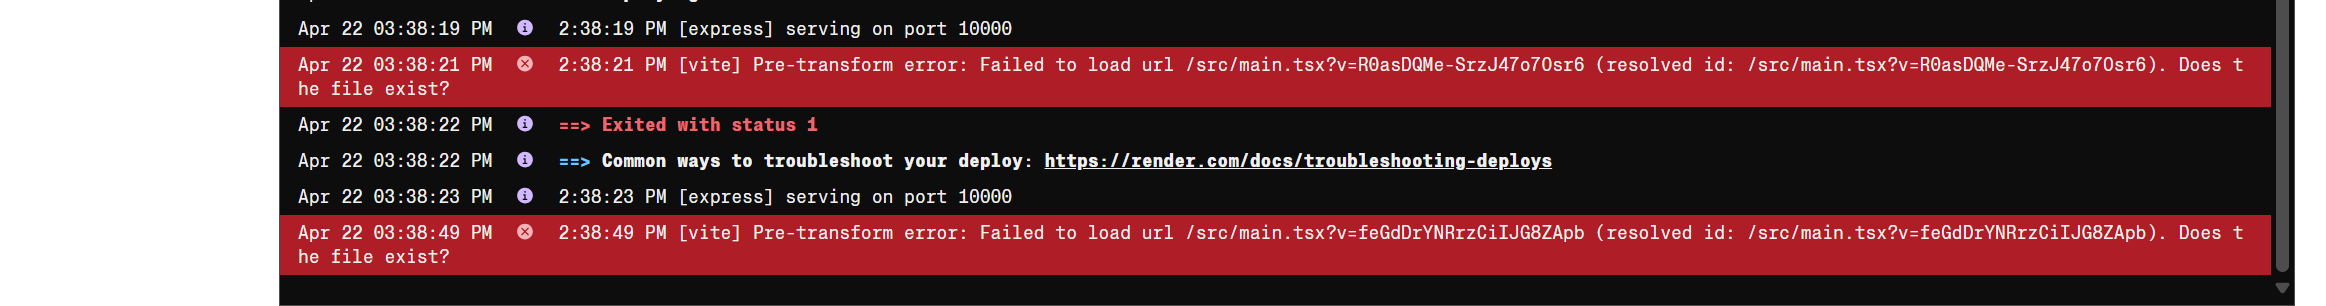 Apr 22 03:38:19 PM 2:38:19 PM [express] serving on port 10000
Apr 22 03:38:21 PM 2:38:21 PM [vite] Pre-transform error: Failed to load url /src/main.tsx?v=R0asDQMe-SrzJ47o7Osr6 (resolved id: /src/main.tsx?v=R0asDQMe-SrzJ47o7Osr6). Does t
he file exist?
Apr 22 03:38:22 PM ==> Exited with status 1
Apr 22 03:38:22 PM ==> Common ways to troubleshoot your deploy: https://render.com/docs/troubleshooting-deploys
Apr 22 03:38:23 PM 2:38:23 PM [express] serving on port 10000
Apr 22 03:38:49 PM 2:38:49 PM [vite] Pre-transform error: Failed to load url /src/main.tsx?v=feGdDrYNRrzCiIJG8ZApb (resolved id: /src/main.tsx?v=feGdDrYNRrzCiIJG8ZApb). Does t
he file exist?